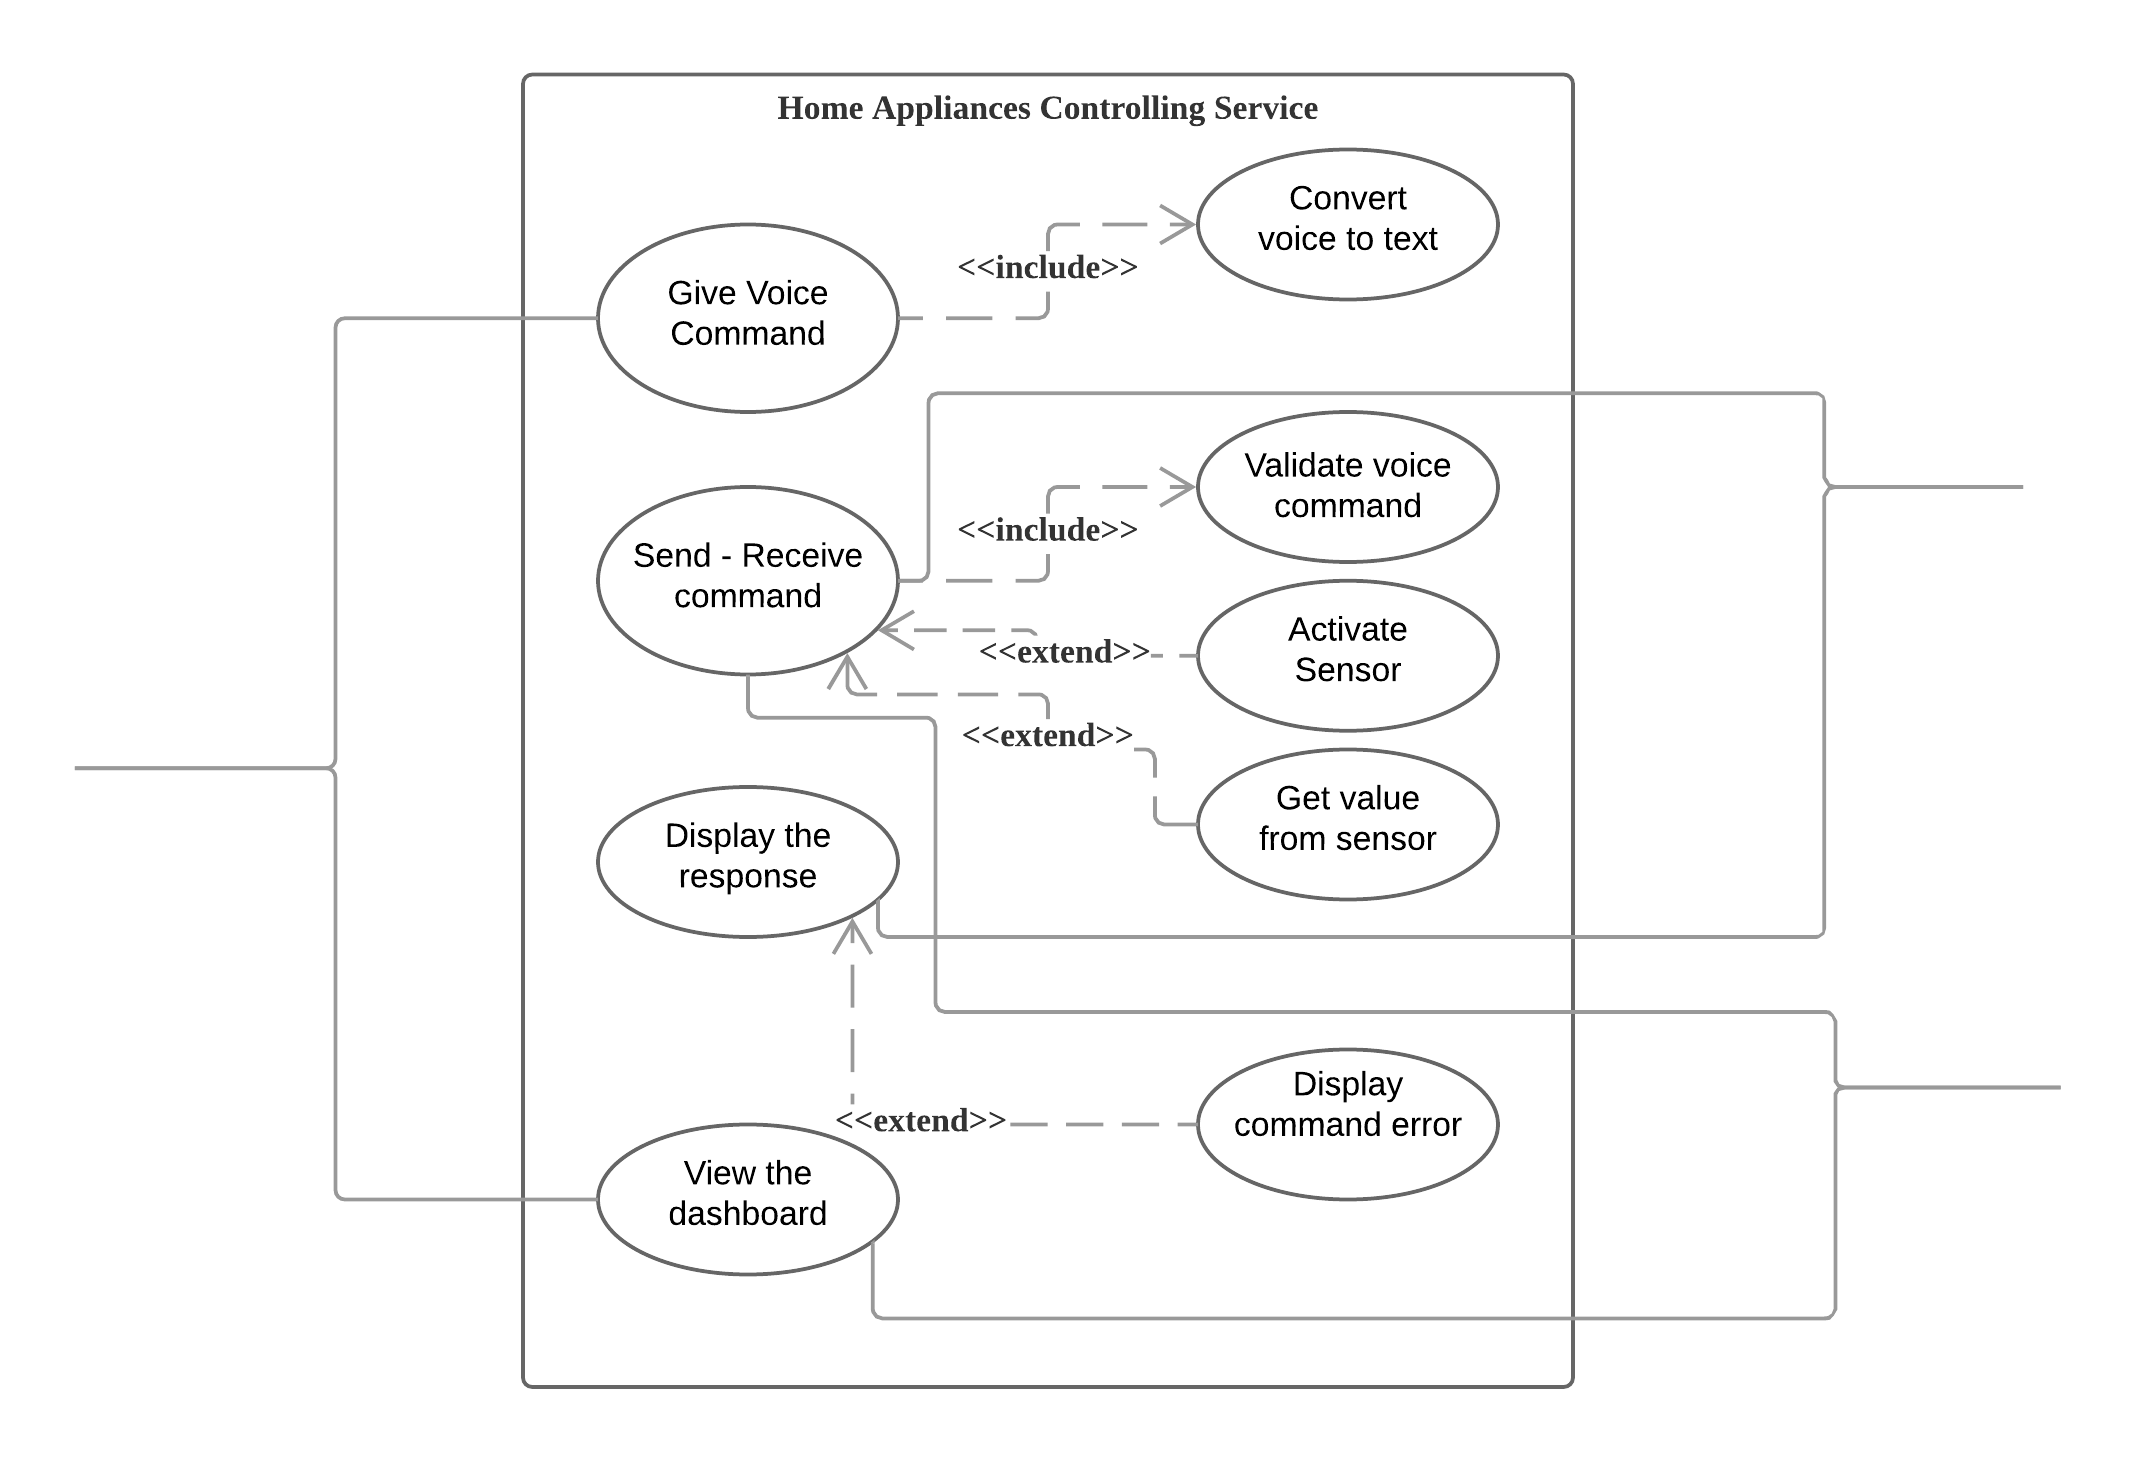 Home Appliances Controlling Service
Convert
voice to text
<<include>>
Give Voice
Command
Validate voice
command
<<include>>
Send - Receive
command
Activate
Sensor
<<extend>>
<<extend>>
Get value
from sensor
Display the
response
Display
command error
<<extend>>
View the
dashboard